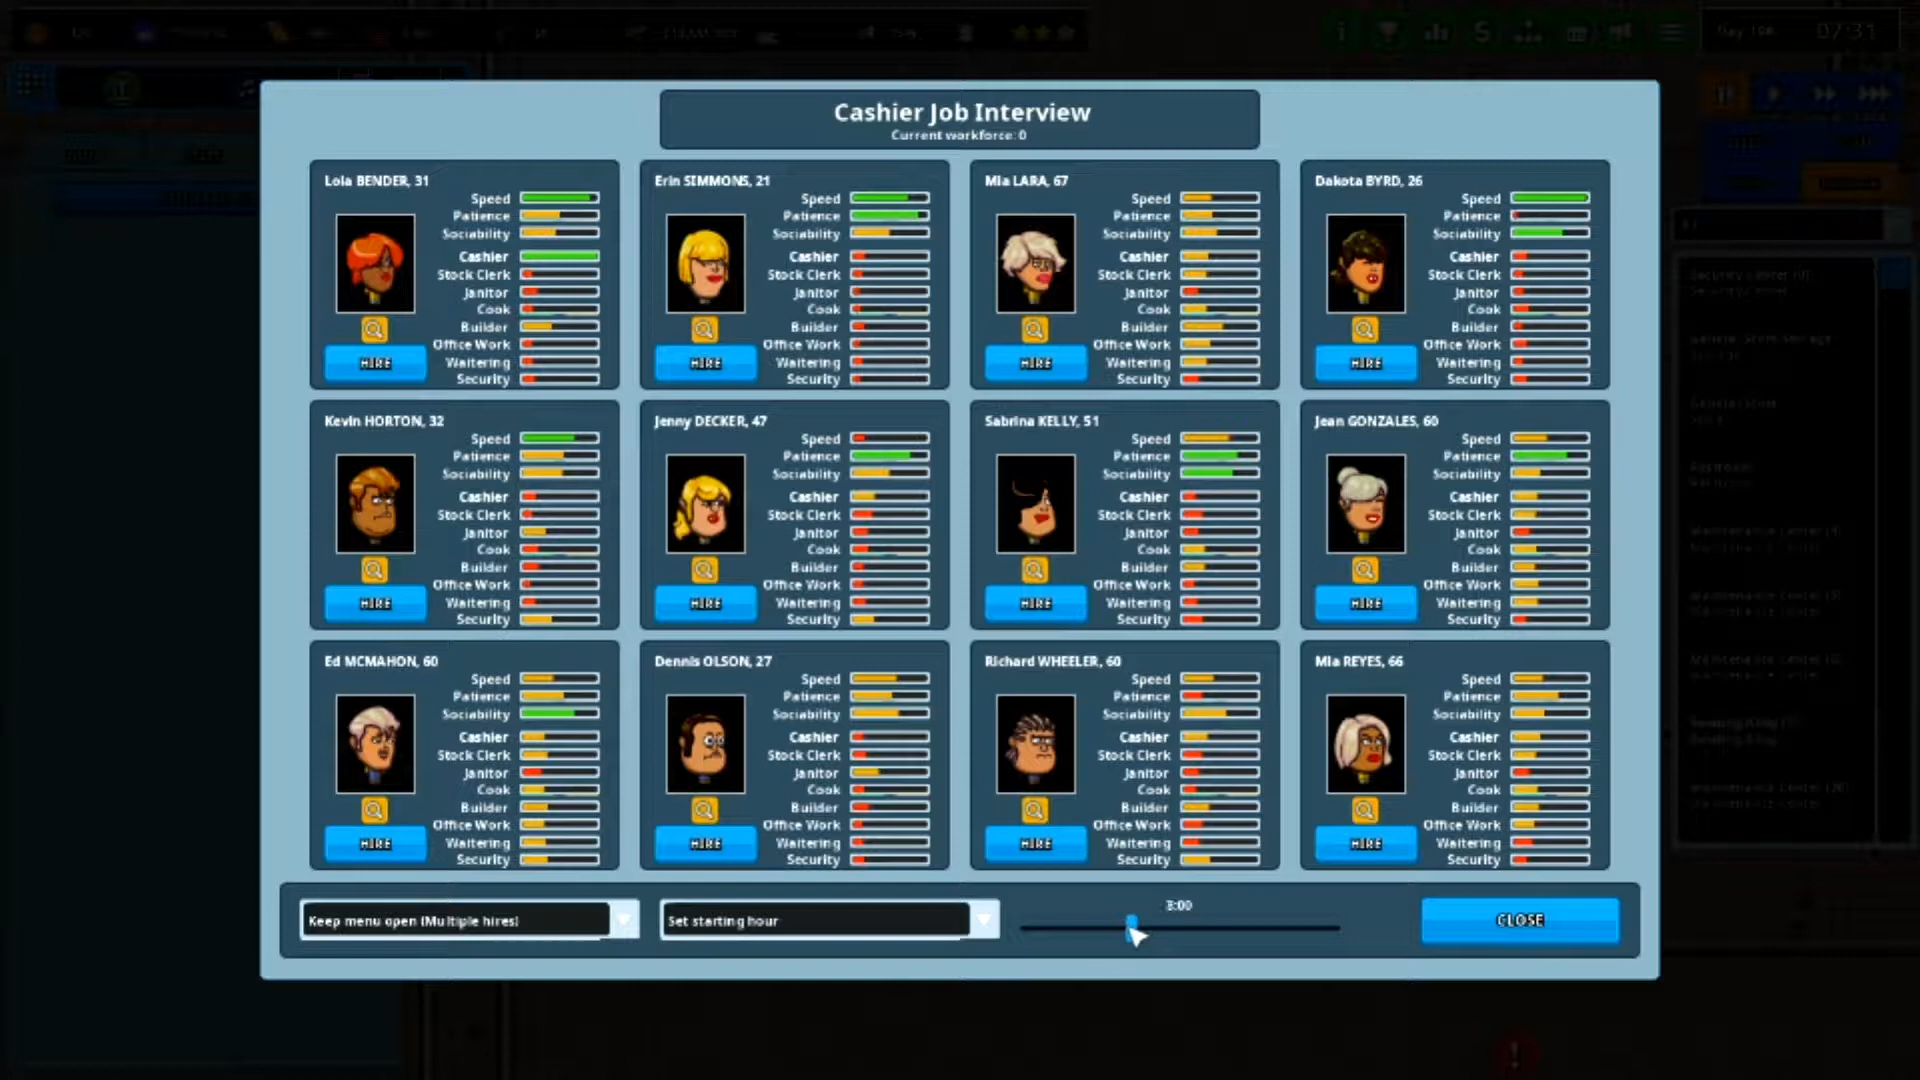 Day 106
07:31
Cashier Job Interview
Current workforce: 0
Lola BENDER, 31
Speed
Patience
Sociability
Cashier
Stock Clerk
Janitor
Cook
Builder
Office Work
Waitering
Security
HIRE
Erin SIMMONS, 21
Speed
Patience
Sociability
Cashier
Stock Clerk
Janitor
Cook
Builder
Office Work
Waitering
Security
HIRE
Mia LARA, 67
Speed
Patience
Sociability
Cashier
Stock Clerk
Janitor
Cook
Builder
Office Work
Waitering
Security
HIRE
Dakota BYRD, 26
Speed
Patience
Sociability
Cashier
Stock Clerk
Janitor
Cook
Builder
Office Work
Waitering
Security
HIRE
Kevin HORTON, 32
Speed
Patience
Sociability
Cashier
Stock Clerk
Janitor
Cook
Builder
Office Work
Waitering
Security
HIRE
Jenny DECKER, 47
Speed
Patience
Sociability
Cashier
Stock Clerk
Janitor
Cook
Builder
Office Work
Waitering
Security
HIRE
Sabrina KELLY, 51
Speed
Patience
Sociability
Cashier
Stock Clerk
Janitor
Cook
Builder
Office Work
Waitering
Security
HIRE
Jean GONZALES, 60
Speed
Patience
Sociability
Cashier
Stock Clerk
Janitor
Cook
Builder
Office Work
Waitering
Security
HIRE
Ed MCMAHON, 60
Speed
Patience
Sociability
Cashier
Stock Clerk
Janitor
Cook
Builder
Office Work
Waitering
Security
HIRE
Dennis OLSON, 27
Speed
Patience
Sociability
Cashier
Stock Clerk
Janitor
Cook
Builder
Office Work
Waitering
Security
HIRE
Richard WHEELER, 60
Speed
Patience
Sociability
Cashier
Stock Clerk
Janitor
Cook
Builder
Office Work
Waitering
Security
HIRE
Mia REYES, 66
Speed
Patience
Sociability
Cashier
Stock Clerk
Janitor
Cook
Builder
Office Work
Waitering
Security
HIRE
Keep menu open (Multiple hires)
Set starting hour
8:00
CLOSE